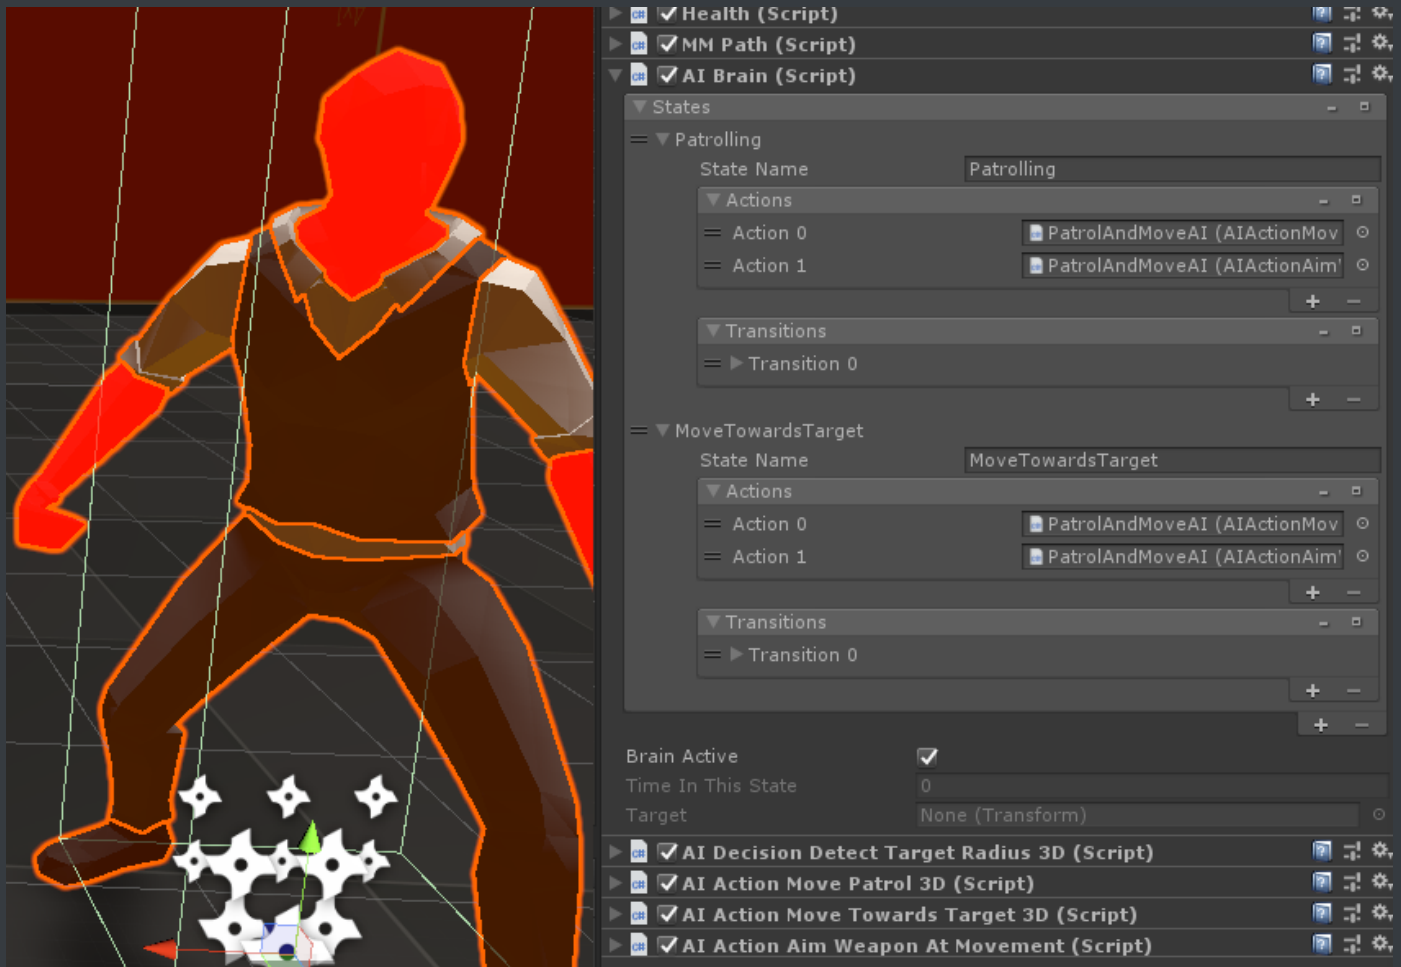 Health (Script)
MM Path (Script)
AI Brain (Script)
States
Patrolling
State Name Patrolling
Actions
Action 0 PatrolAndMoveAI (AIActionMov
Action 1 PatrolAndMoveAI (AIActionAim
Transitions
Transition 0
MoveTowardsTarget
State Name MoveTowardsTarget
Actions
Action 0 PatrolAndMoveAI (AIActionMov
Action 1 PatrolAndMoveAI (AIActionAim
Transitions
Transition 0
Brain Active
Time In This State 0
Target None (Transform)
AI Decision Detect Target Radius 3D (Script)
AI Action Move Patrol 3D (Script)
AI Action Move Towards Target 3D (Script)
AI Action Aim Weapon At Movement (Script)